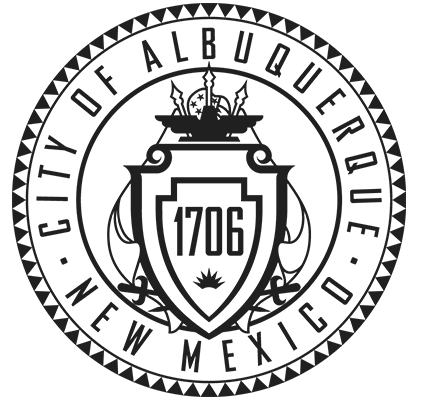 CITY OF ALBUQUERQUE
1706
· NEW MEXICO ·